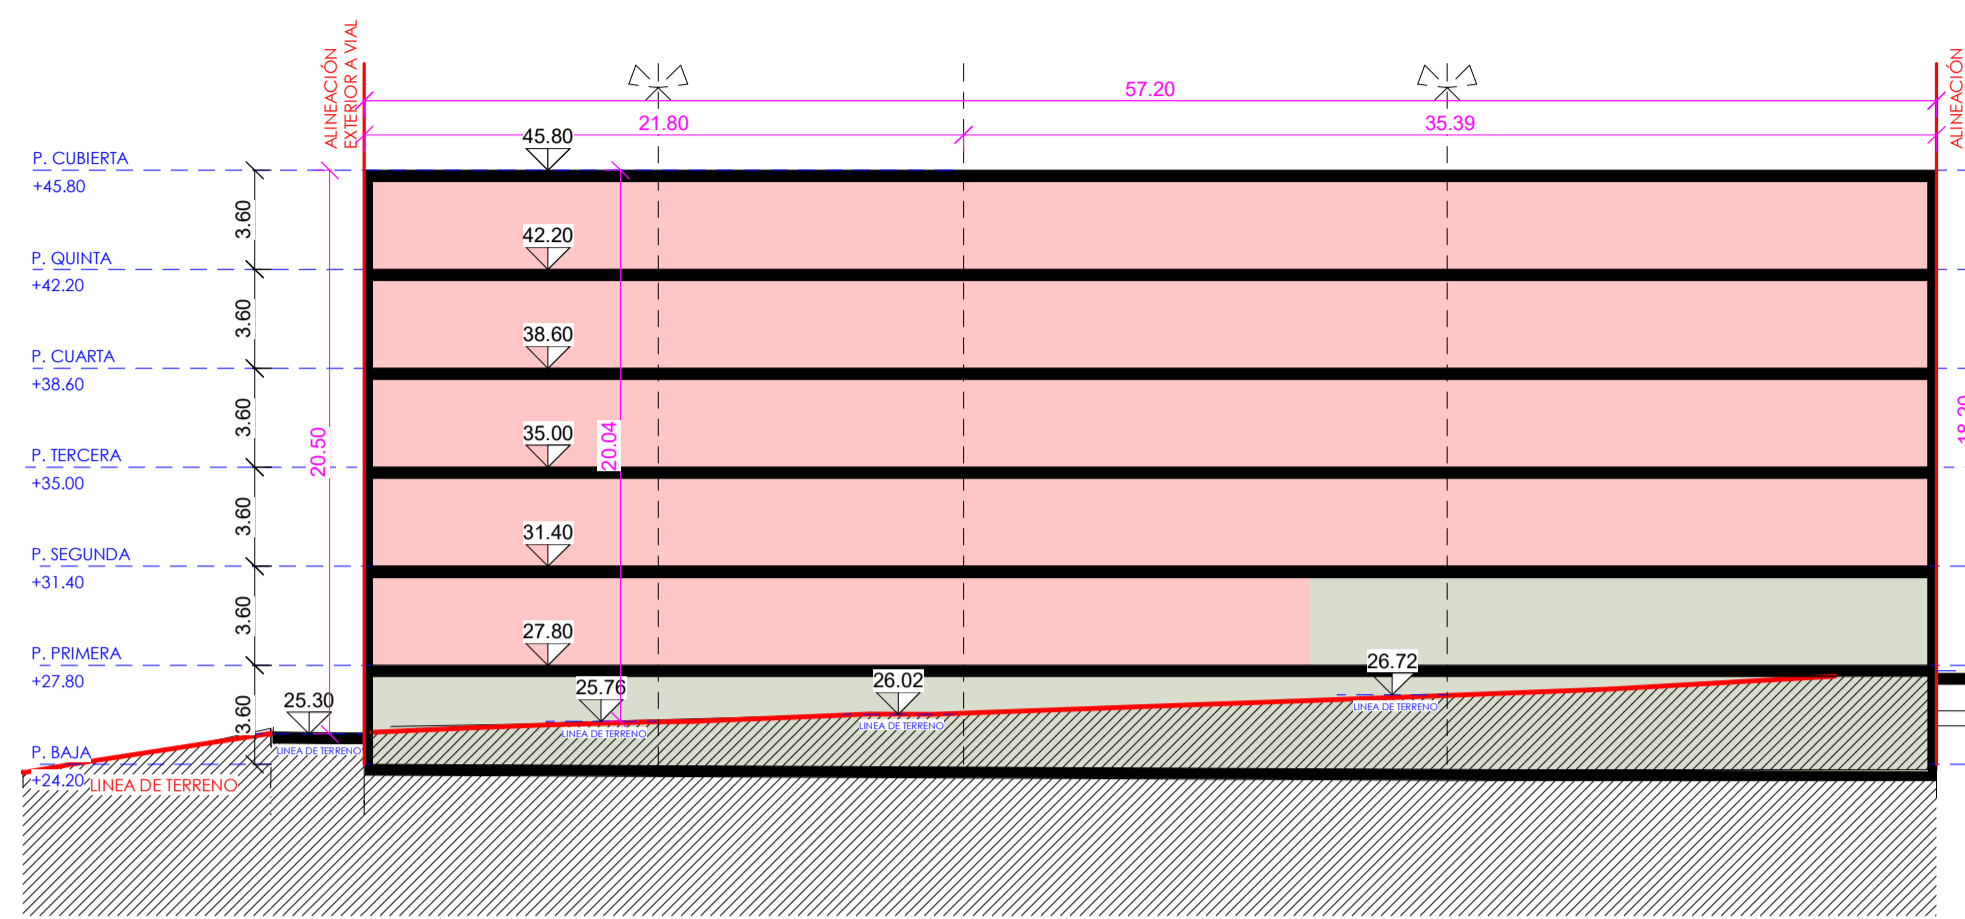 ALINEACIÓN
EXTERIOR A VIAL
ALINEACIÓN
57.20
21.80
35.39
45.80
P. CUBIERTA
+45.80
3.60
42.20
P. QUINTA
+42.20
3.60
38.60
P. CUARTA
+38.60
3.60
35.00
20.50
20.04
P. TERCERA
+35.00
3.60
31.40
P. SEGUNDA
+31.40
3.60
27.80
P. PRIMERA
+27.80
3.60
25.30
25.76
26.02
26.72
LINEA DE TERRENO
LINEA DE TERRENO
LINEA DE TERRENO
LINEA DE TERRENO
P. BAJA
+24.20
LINEA DE TERRENO